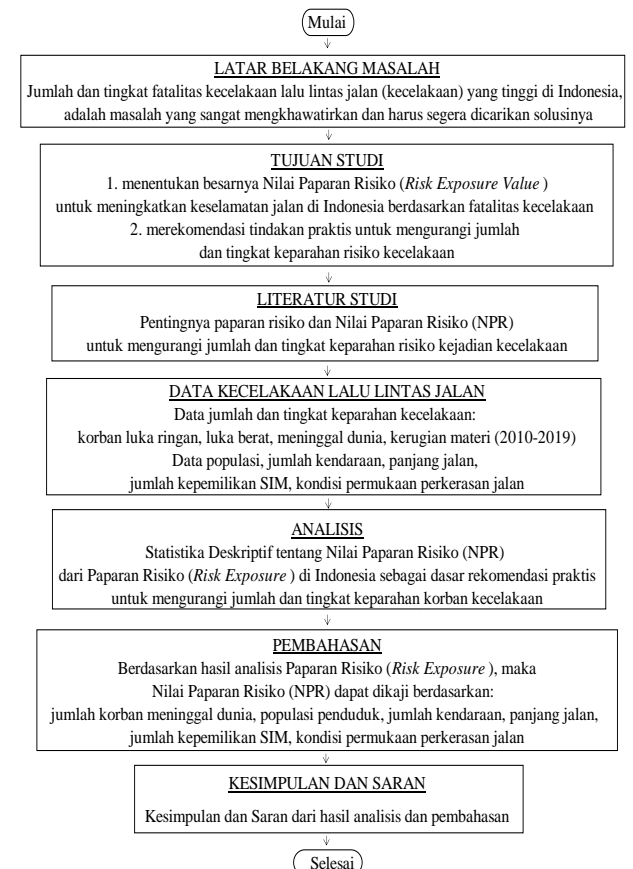 Mulai
LATAR BELAKANG MASALAH
Jumlah dan tingkat fatalitas kecelakaan lalu lintas jalan (kecelakaan) yang tinggi di Indonesia,
adalah masalah yang sangat mengkhawatirkan dan harus segera dicarikan solusinya
TUJUAN STUDI
1. menentukan besarnya Nilai Paparan Risiko (Risk Exposure Value )
untuk meningkatkan keselamatan jalan di Indonesia berdasarkan fatalitas kecelakaan
2. merekomendasi tindakan praktis untuk mengurangi jumlah
dan tingkat keparahan risiko kecelakaan
LITERATUR STUDI
Pentingnya paparan risiko dan Nilai Paparan Risiko (NPR)
untuk mengurangi jumlah dan tingkat keparahan risiko kejadian kecelakaan
DATA KECELAKAAN LALU LINTAS JALAN
Data jumlah dan tingkat keparahan kecelakaan:
korban luka ringan, luka berat, meninggal dunia, kerugian materi (2010-2019)
Data populasi, jumlah kendaraan, panjang jalan,
jumlah kepemilikan SIM, kondisi permukaan perkerasan jalan
ANALISIS
Statistika Deskriptif tentang Nilai Paparan Risiko (NPR)
dari Paparan Risiko (Risk Exposure ) di Indonesia sebagai dasar rekomendasi praktis
untuk mengurangi jumlah dan tingkat keparahan korban kecelakaan
PEMBAHASAN
Berdasarkan hasil analisis Paparan Risiko (Risk Exposure ), maka
Nilai Paparan Risiko (NPR) dapat dikaji berdasarkan:
jumlah korban meninggal dunia, populasi penduduk, jumlah kendaraan, panjang jalan,
jumlah kepemilikan SIM, kondisi permukaan perkerasan jalan
KESIMPULAN DAN SARAN
Kesimpulan dan Saran dari hasil analisis dan pembahasan
Selesai